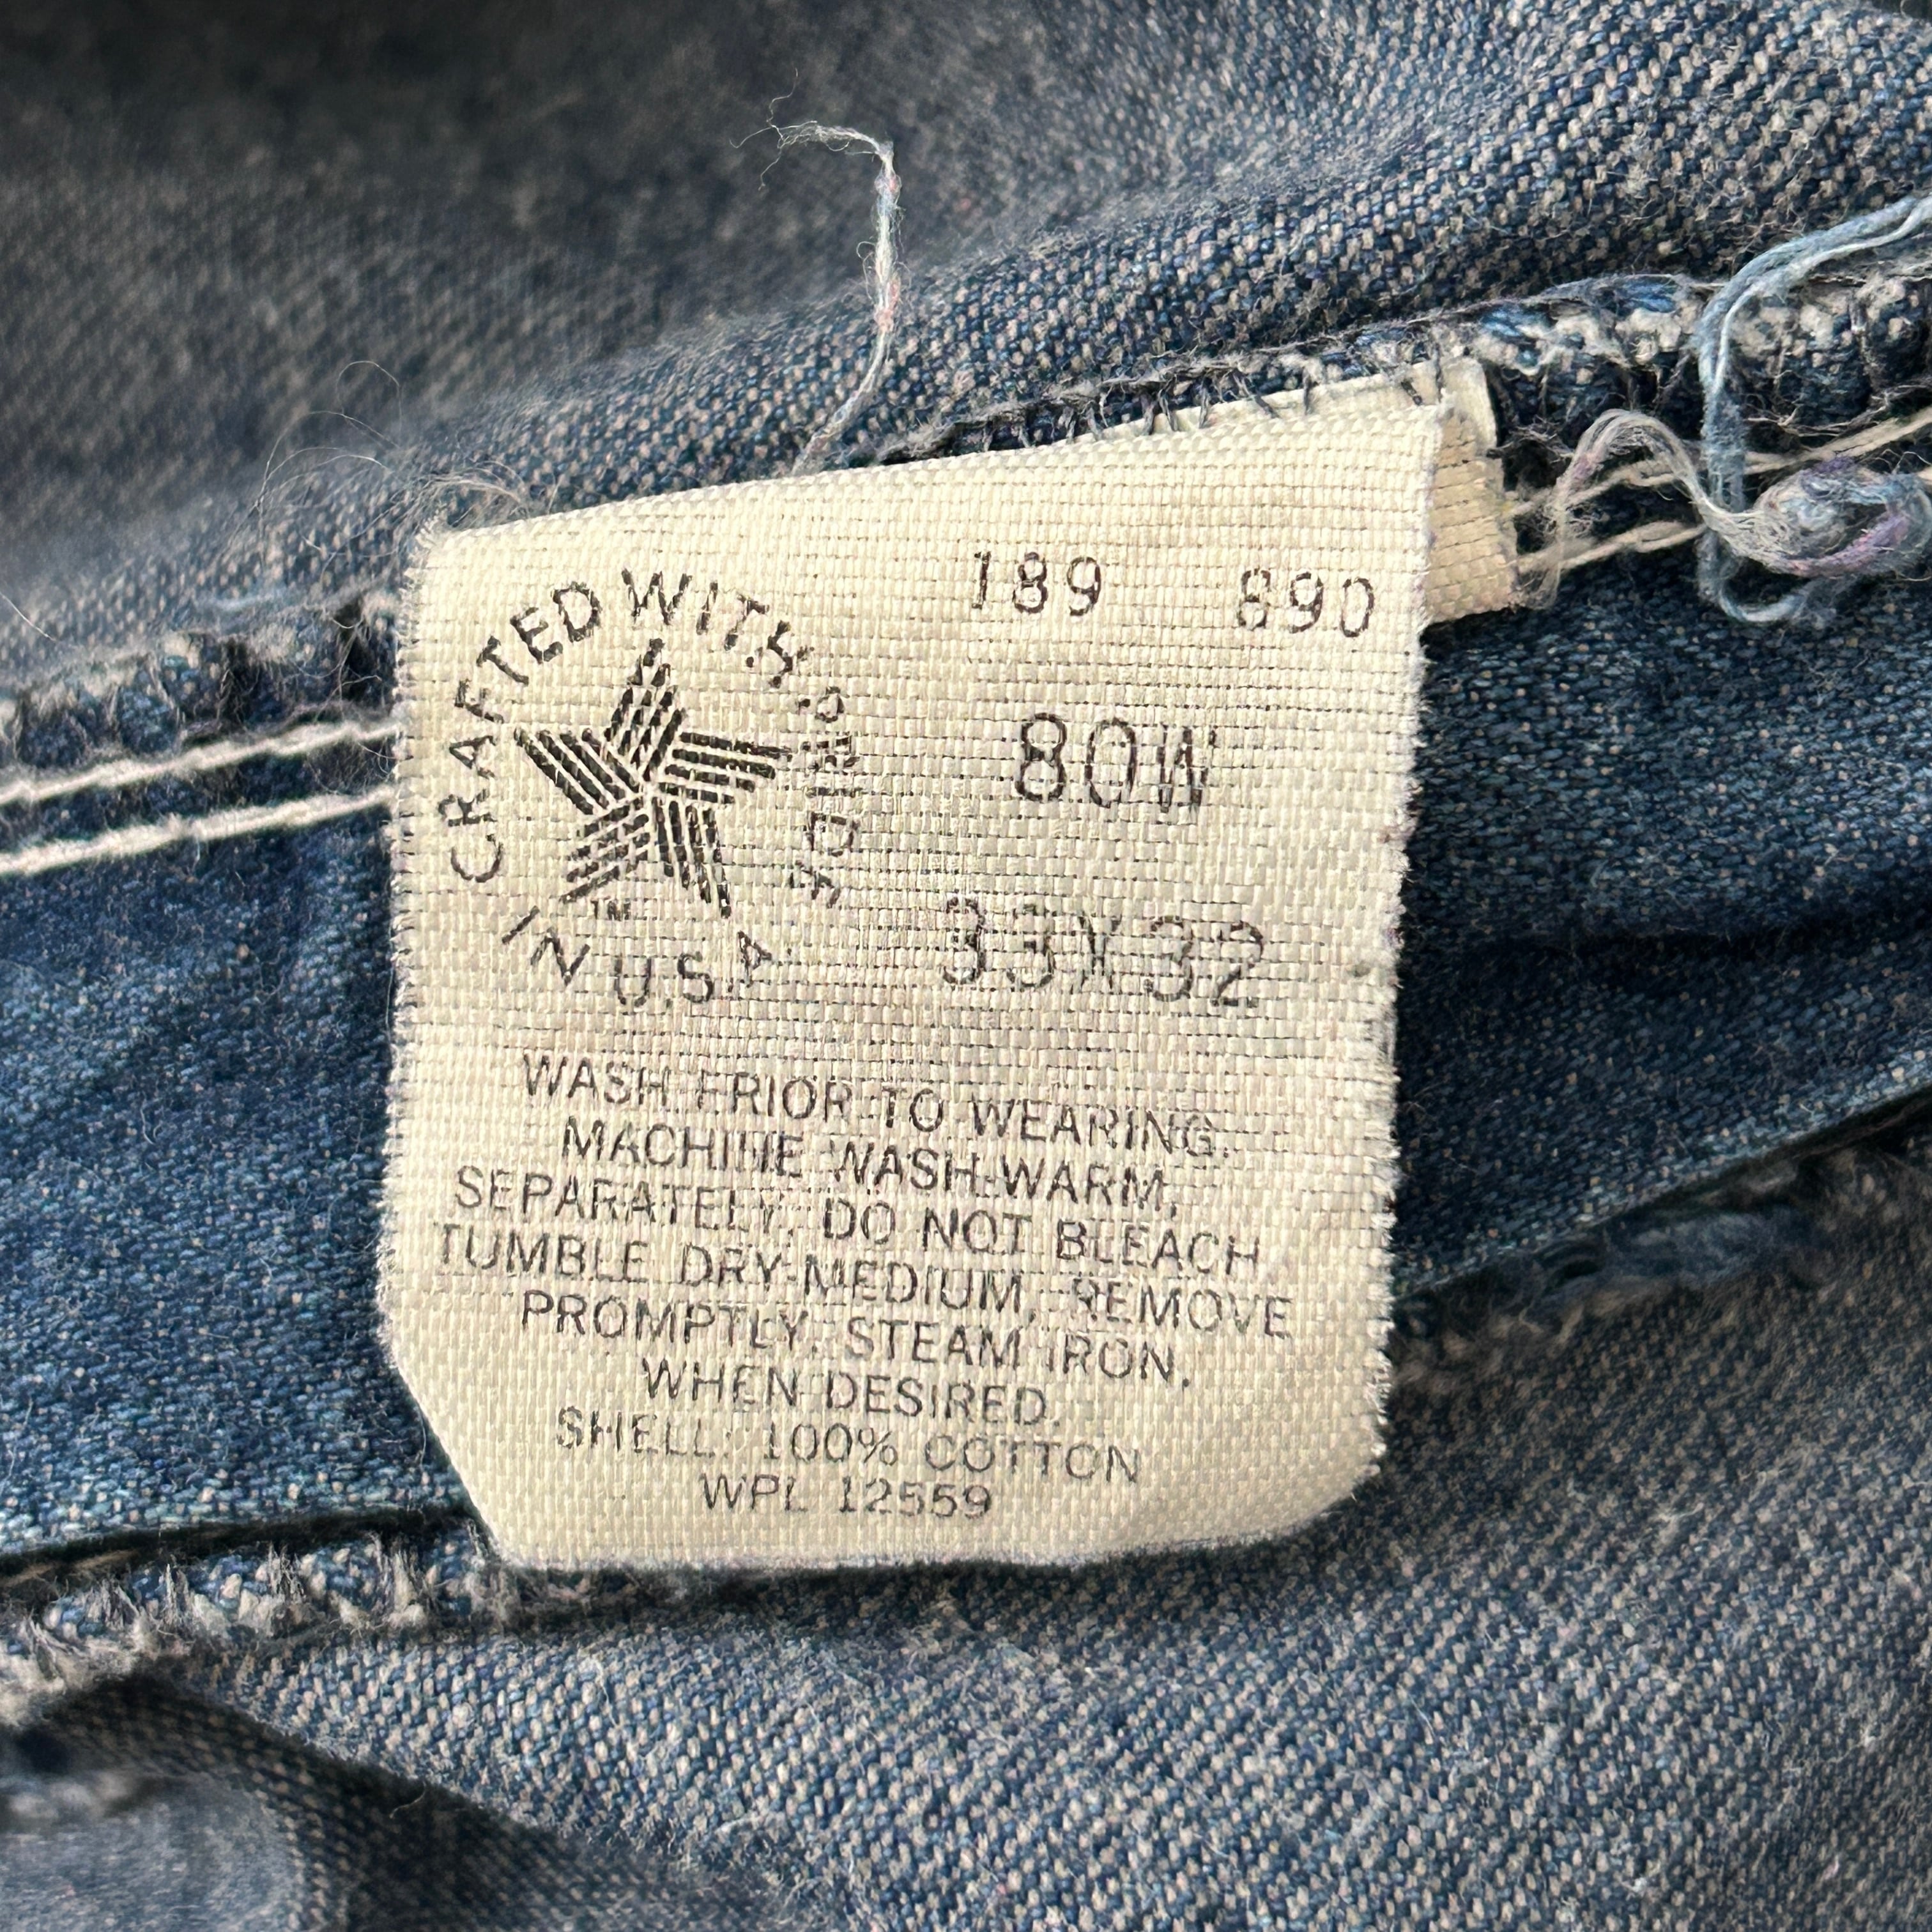 189 890
CRAFTED WITH PRIDE
IN U.S.A.
TM
80W
33X32
WASH PRIOR TO WEARING.
MACHINE WASH-WARM,
SEPARATELY. DO NOT BLEACH
TUMBLE DRY-MEDIUM, REMOVE
PROMPTLY. STEAM IRON,
WHEN DESIRED.
SHELL: 100% COTTON
WPL 12559